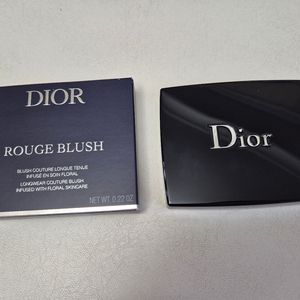 DIOR
ROUGE BLUSH
BLUSH COUTURE LONGUE TENUE
INFUSÉ EN SOIN FLORAL
LONGWEAR COUTURE BLUSH
INFUSED WITH FLORAL SKINCARE
NET WT. 0.22 OZ
Dior